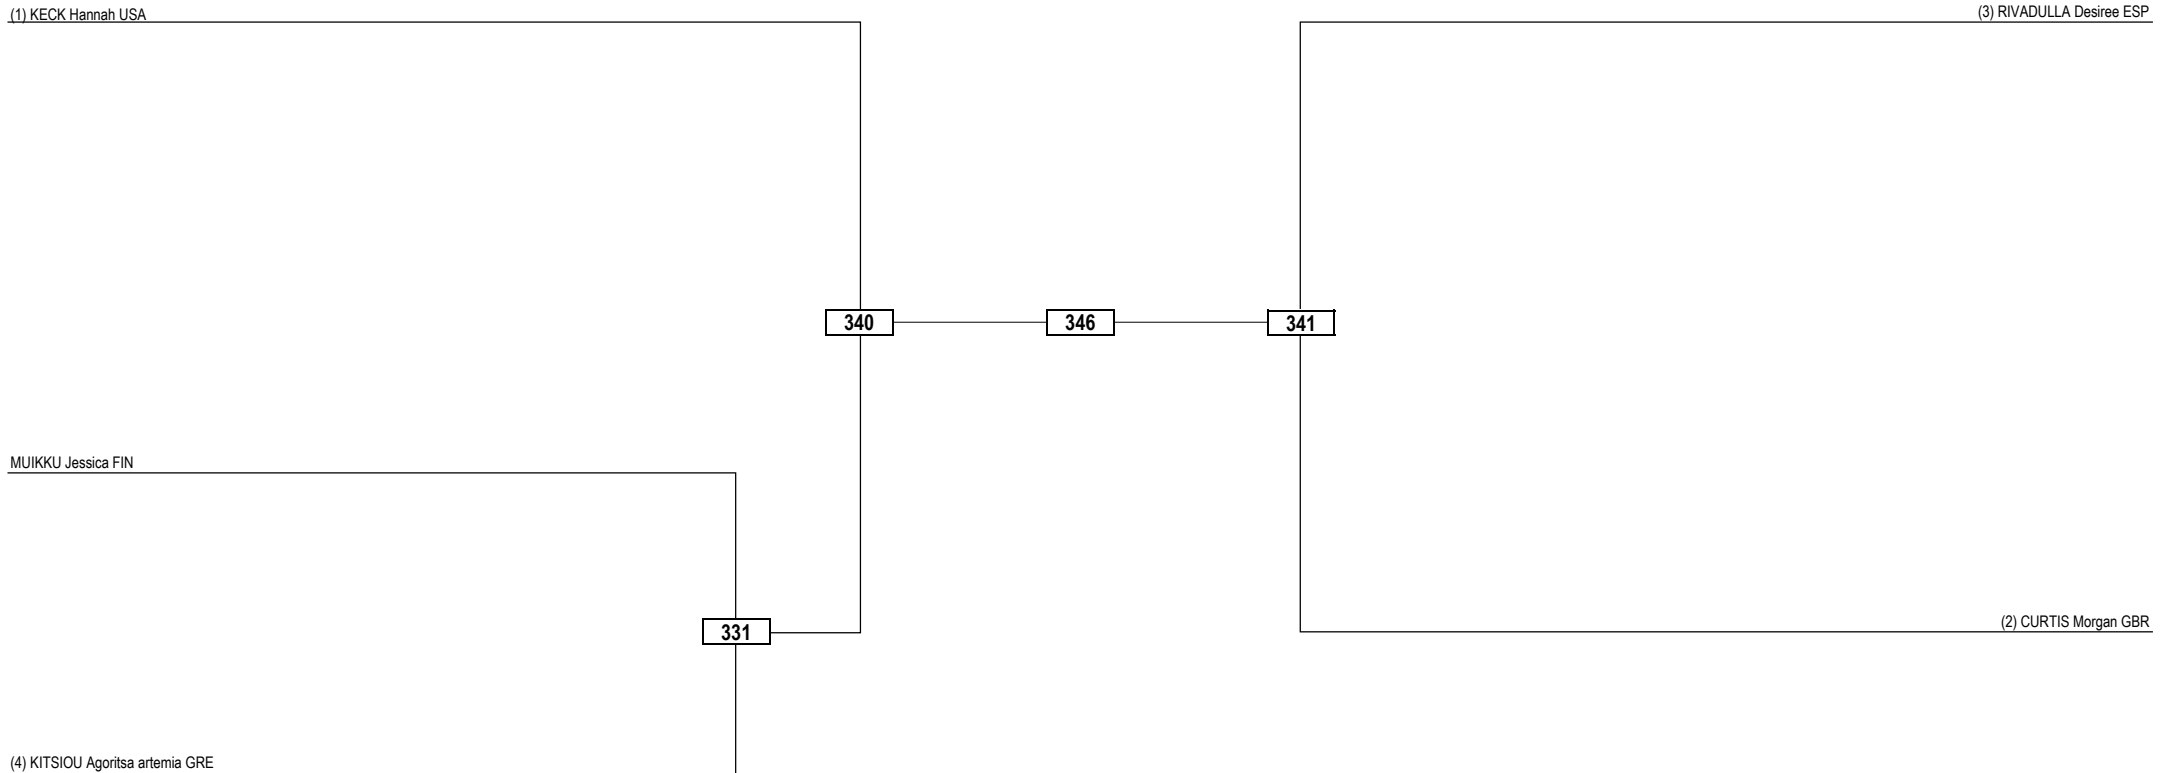 (1) KECK Hannah USA
(3) RIVADULLA Desiree ESP
340
346
341
MUIKKU Jessica FIN
331
(2) CURTIS Morgan GBR
(4) KITSIOU Agoritsa artemia GRE